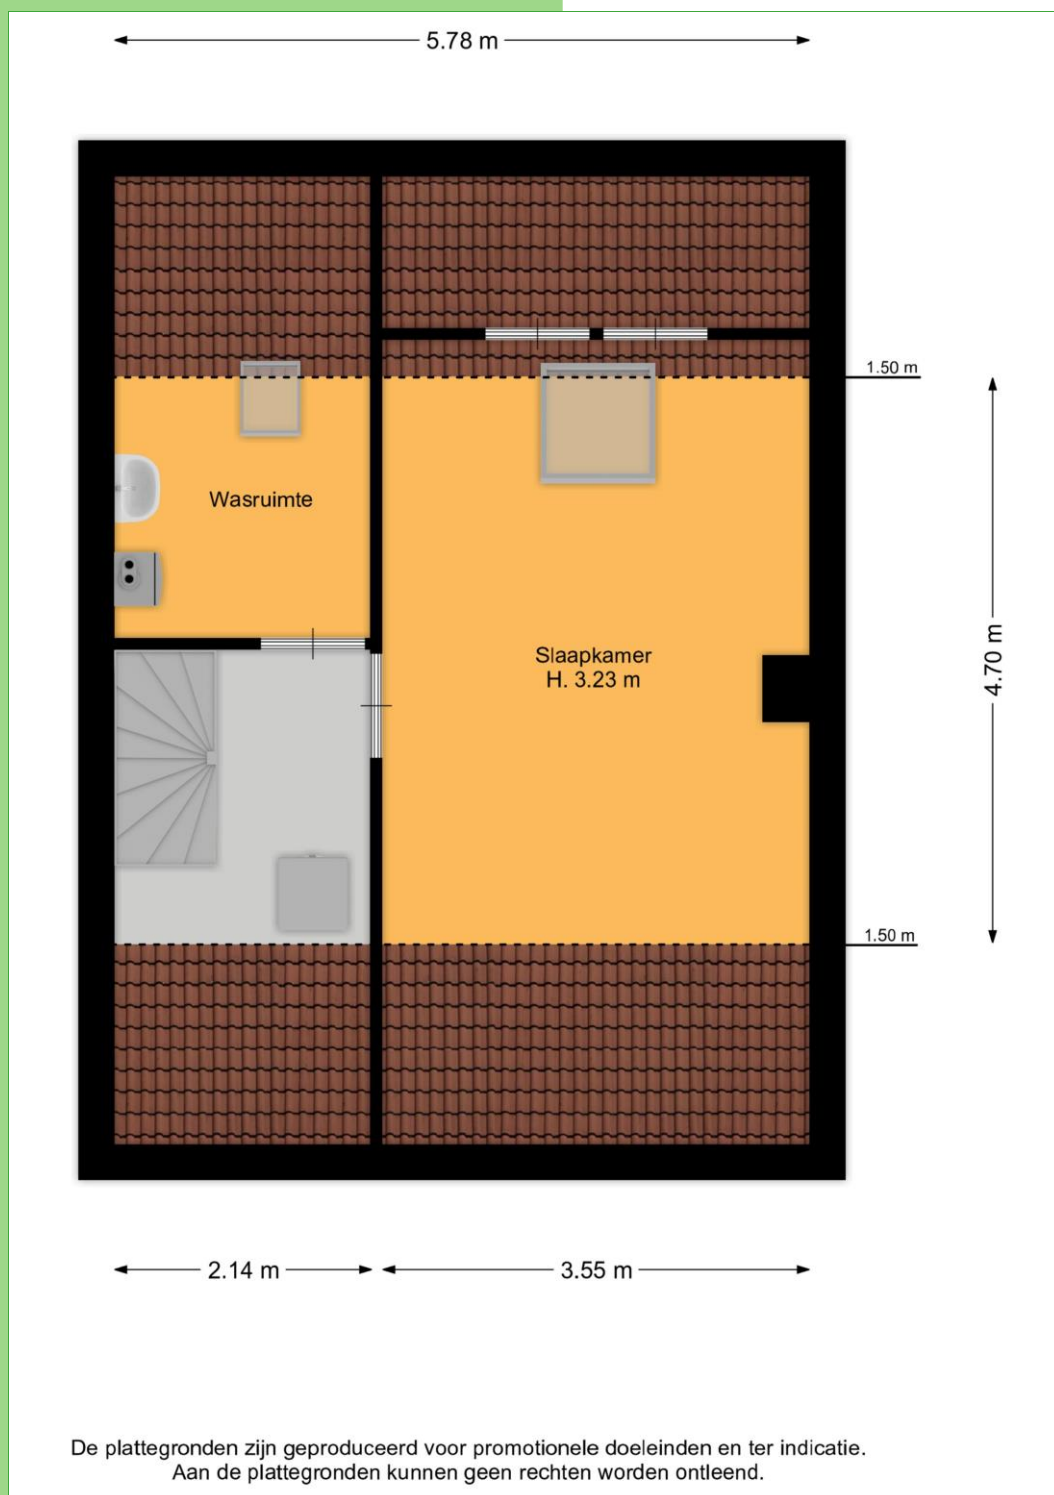 5.78 m
1.50 m
Wasruimte
4.70 m
Slaapkamer
H. 3.23 m
1.50 m
2.14 m
3.55 m
De plattegronden zijn geproduceerd voor promotionele doeleinden en ter indicatie.
Aan de plattegronden kunnen geen rechten worden ontleend.